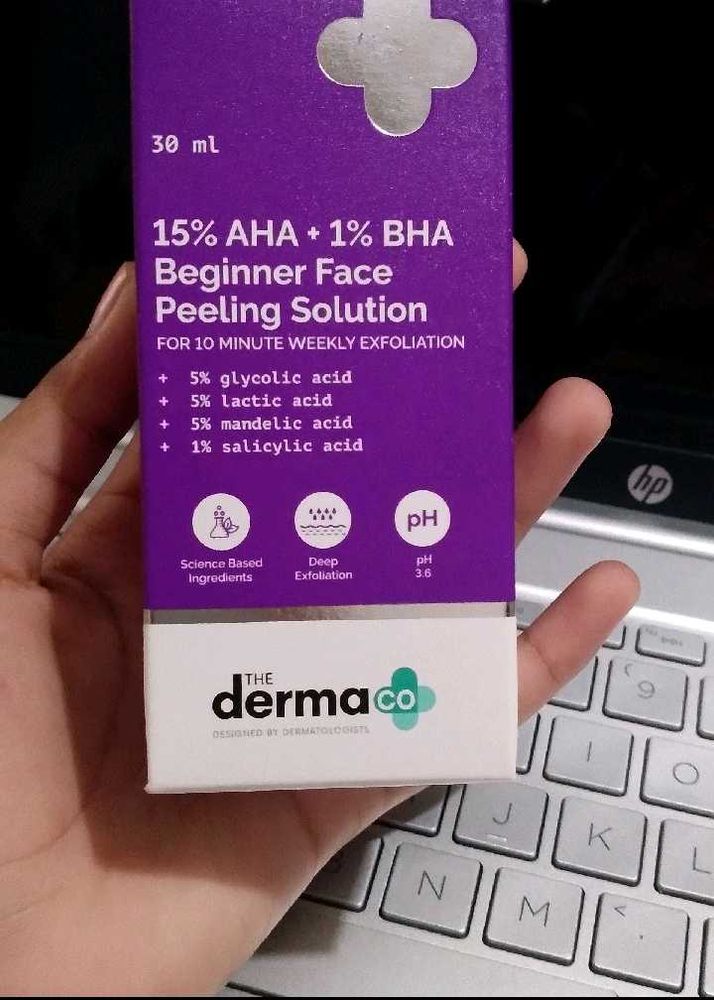 30 ml
15% AHA + 1% BHA
Beginner Face
Peeling Solution
FOR 10 MINUTE WEEKLY EXFOLIATION
+ 5% glycolic acid
+ 5% lactic acid
+ 5% mandelic acid
+ 1% salicylic acid
pH
Science Based
Ingredients
Deep
Exfoliation
pH
3.6
THE
derma co
DESIGNED BY DERMATOLOGISTS
hp
( 9
I O
J K L
N M <